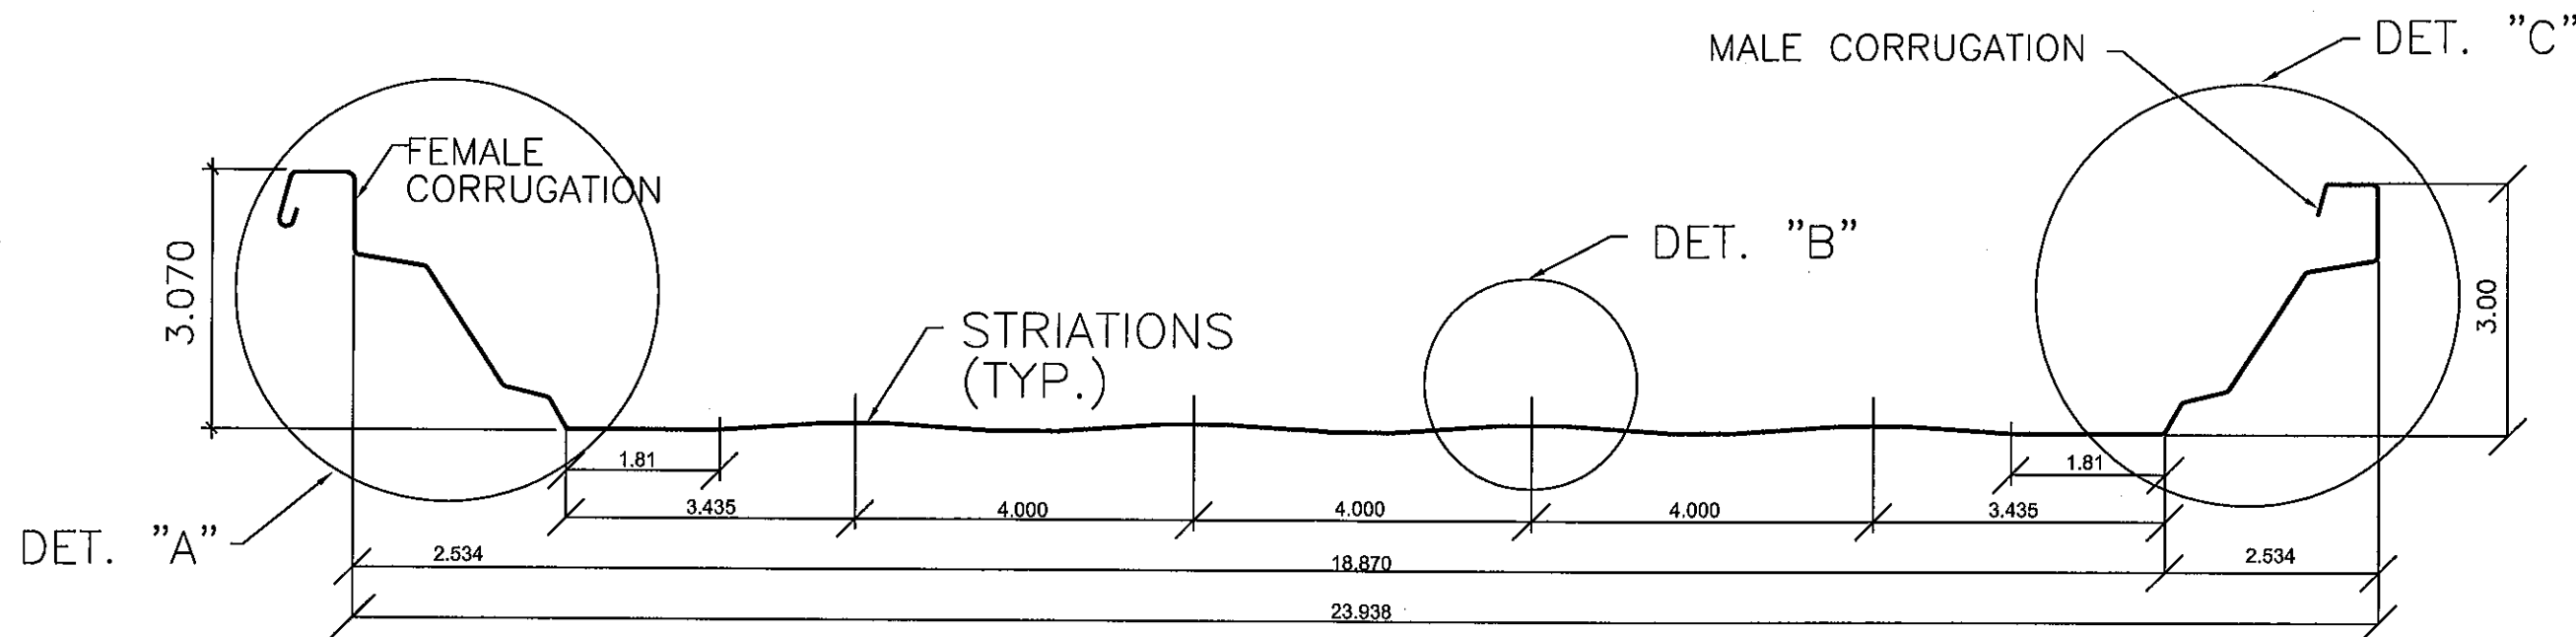 DET. "C"
MALE CORRUGATION
FEMALE
CORRUGATION
3.070
DET. "B"
3.00
STRIATIONS
(TYP.)
1.81
1.81
3.435
4.000
4.000
4.000
3.435
DET. "A"
2.534
18.870
2.534
23.938